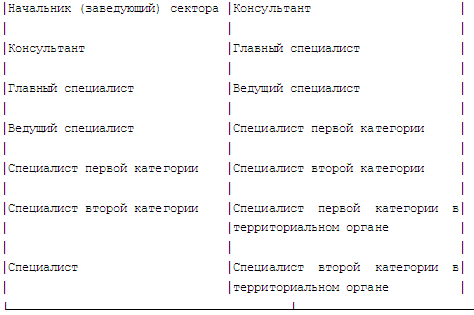 Начальник (заведующий) сектора Консультант
Консультант Главный специалист
Главный специалист Ведущий специалист
Ведущий специалист Специалист первой категории
Специалист первой категории Специалист второй категории
Специалист второй категории Специалист первой категории в
территориальном органе
Специалист Специалист второй категории в
территориальном органе